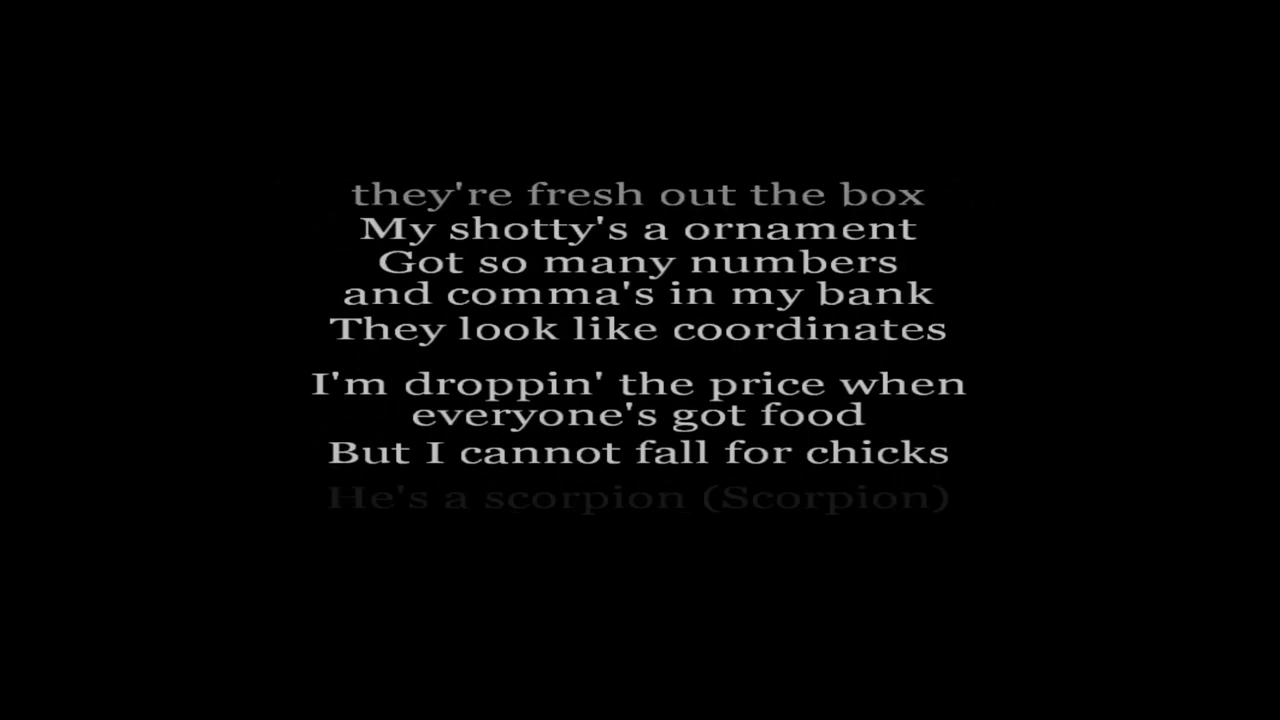 they're fresh out the box
My shotty's a ornament
Got so many numbers
and comma's in my bank
They look like coordinates
I'm droppin' the price when
everyone's got food
But I cannot fall for chicks
He's a scorpion (Scorpion)